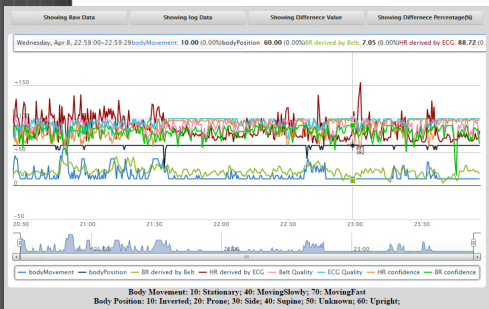 Showing Raw Data Showing log Data Showing Differnece Value Showing Differnece Percentage(%)
Wednesday, Apr 8, 22:59:00~22:59:29bodyMovement: 10.00 (0.00%)bodyPosition: 60.00 (0.00%)BR derived by Belt: 7.05 (0.00%)HR derived by ECG: 88.72(0.
+150
+50
0
-50
20:30 21:00 21:30 22:00 22:30 23:00 23:30
21:00
bodyMovement bodyPosition BR derived by Belt HR derived by ECG Belt Quality ECG Quality HR confidence BR confidence
Body Movement: 10: Stationary; 40: MovingSlowly; 70: MovingFast
Body Position: 10: Inverted; 20: Prone; 30: Side; 40: Supine; 50: Unknown; 60: Upright;